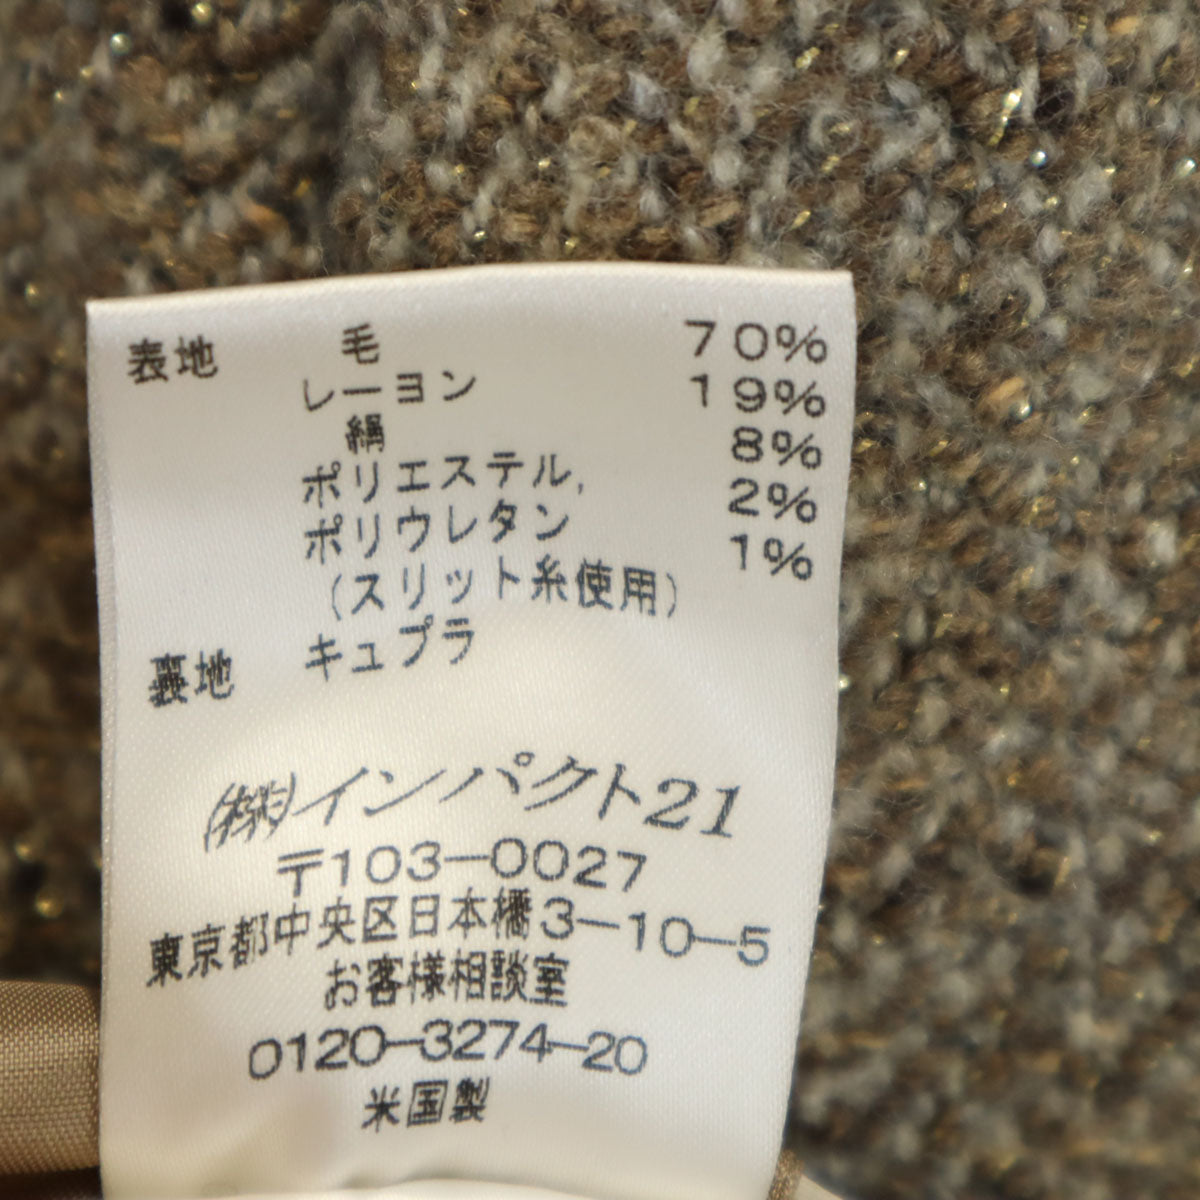 表地 毛 70%
レーヨン 19%
絹 8%
ポリエステル, 2%
ポリウレタン 1%
(スリット糸使用)
裏地 キュプラ
(株)インパクト21
〒103-0027
東京都中央区日本橋3-10-5
お客様相談室
0120-3274-20
米国製